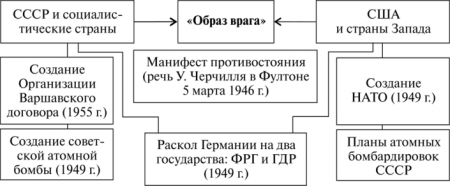 СССР и социалис-
тические страны
«Образ врага»
США
и страны Запада
Манифест противостояния
(речь У. Черчилля в Фултоне
5 марта 1946 г.)
Создание
Организации
Варшавского
договора (1955 г.)
Создание
НАТО (1949 г.)
Создание совет-
ской атомной
бомбы (1949 г.)
Раскол Германии на два
государства: ФРГ и ГДР
(1949 г.)
Планы атомных
бомбардировок
СССР